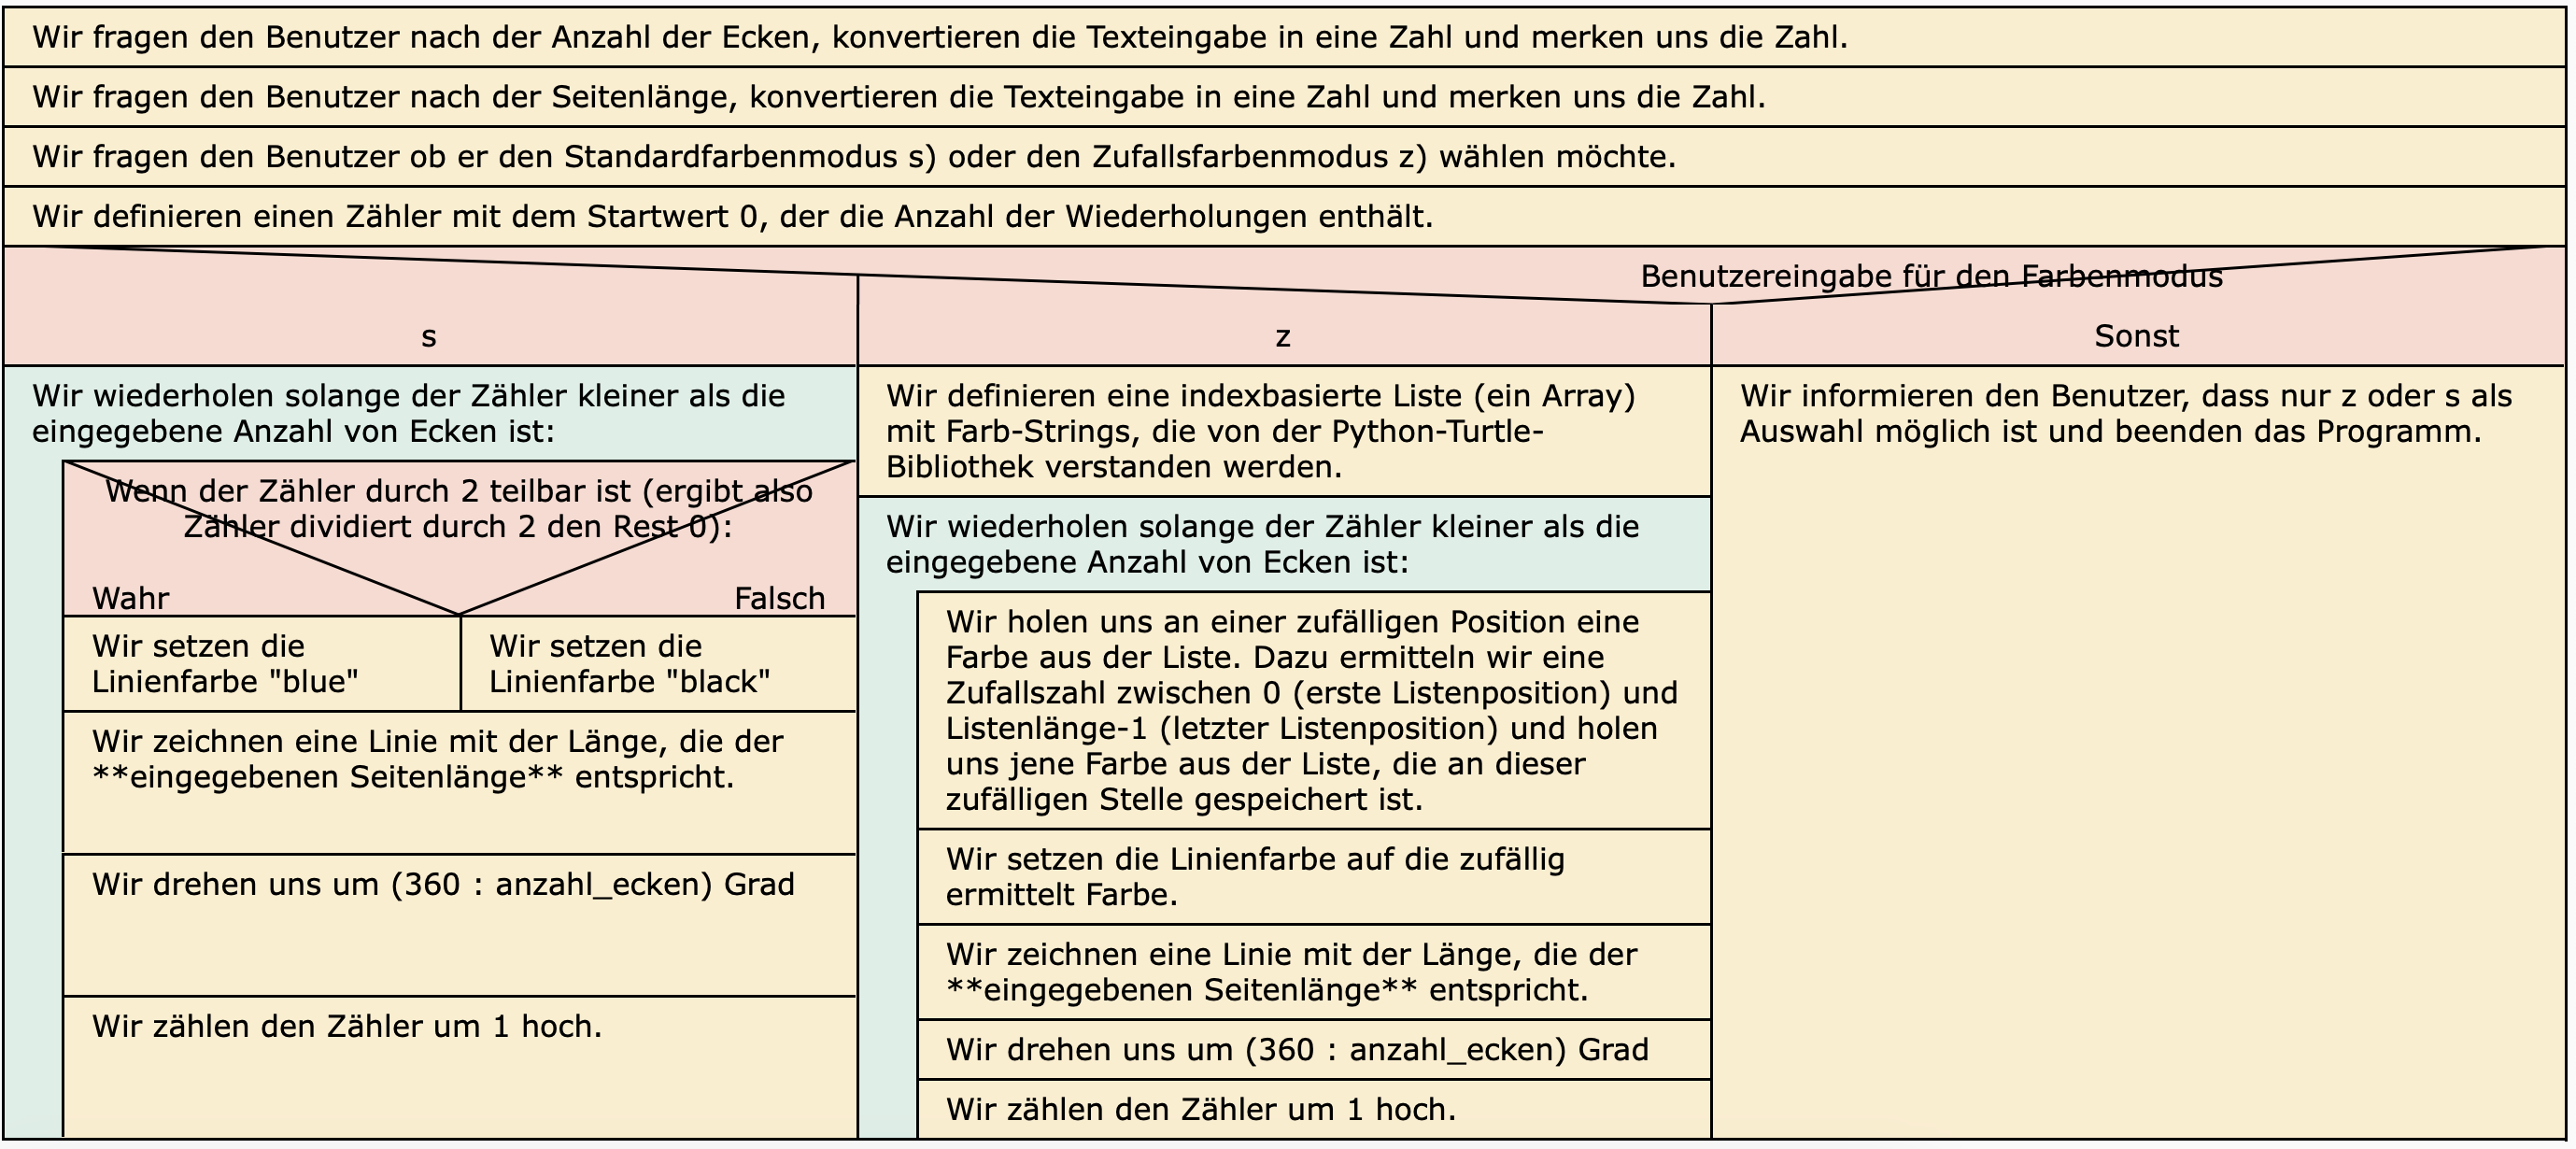 Wir fragen den Benutzer nach der Anzahl der Ecken, konvertieren die Texteingabe in eine Zahl und merken uns die Zahl.
Wir fragen den Benutzer nach der Seitenlänge, konvertieren die Texteingabe in eine Zahl und merken uns die Zahl.
Wir fragen den Benutzer ob er den Standardfarbenmodus s) oder den Zufallsfarbenmodus z) wählen möchte.
Wir definieren einen Zähler mit dem Startwert 0, der die Anzahl der Wiederholungen enthält.
Benutzereingabe für den Farbenmodus
s
z
Sonst
Wir wiederholen solange der Zähler kleiner als die
eingegebene Anzahl von Ecken ist:
Wenn der Zähler durch 2 teilbar ist (ergibt also
Zähler dividiert durch 2 den Rest 0):
Wahr
Falsch
Wir setzen die
Linienfarbe "blue"
Wir setzen die
Linienfarbe "black"
Wir zeichnen eine Linie mit der Länge, die der
**eingegebenen Seitenlänge** entspricht.
Wir drehen uns um (360 : anzahl_ecken) Grad
Wir zählen den Zähler um 1 hoch.
Wir definieren eine indexbasierte Liste (ein Array)
mit Farb-Strings, die von der Python-Turtle-
Bibliothek verstanden werden.
Wir wiederholen solange der Zähler kleiner als die
eingegebene Anzahl von Ecken ist:
Wir holen uns an einer zufälligen Position eine
Farbe aus der Liste. Dazu ermitteln wir eine
Zufallszahl zwischen 0 (erste Listenposition) und
Listenlänge-1 (letzter Listenposition) und holen
uns jene Farbe aus der Liste, die an dieser
zufälligen Stelle gespeichert ist.
Wir setzen die Linienfarbe auf die zufällig
ermittelt Farbe.
Wir zeichnen eine Linie mit der Länge, die der
**eingegebenen Seitenlänge** entspricht.
Wir drehen uns um (360 : anzahl_ecken) Grad
Wir zählen den Zähler um 1 hoch.
Wir informieren den Benutzer, dass nur z oder s als
Auswahl möglich ist und beenden das Programm.